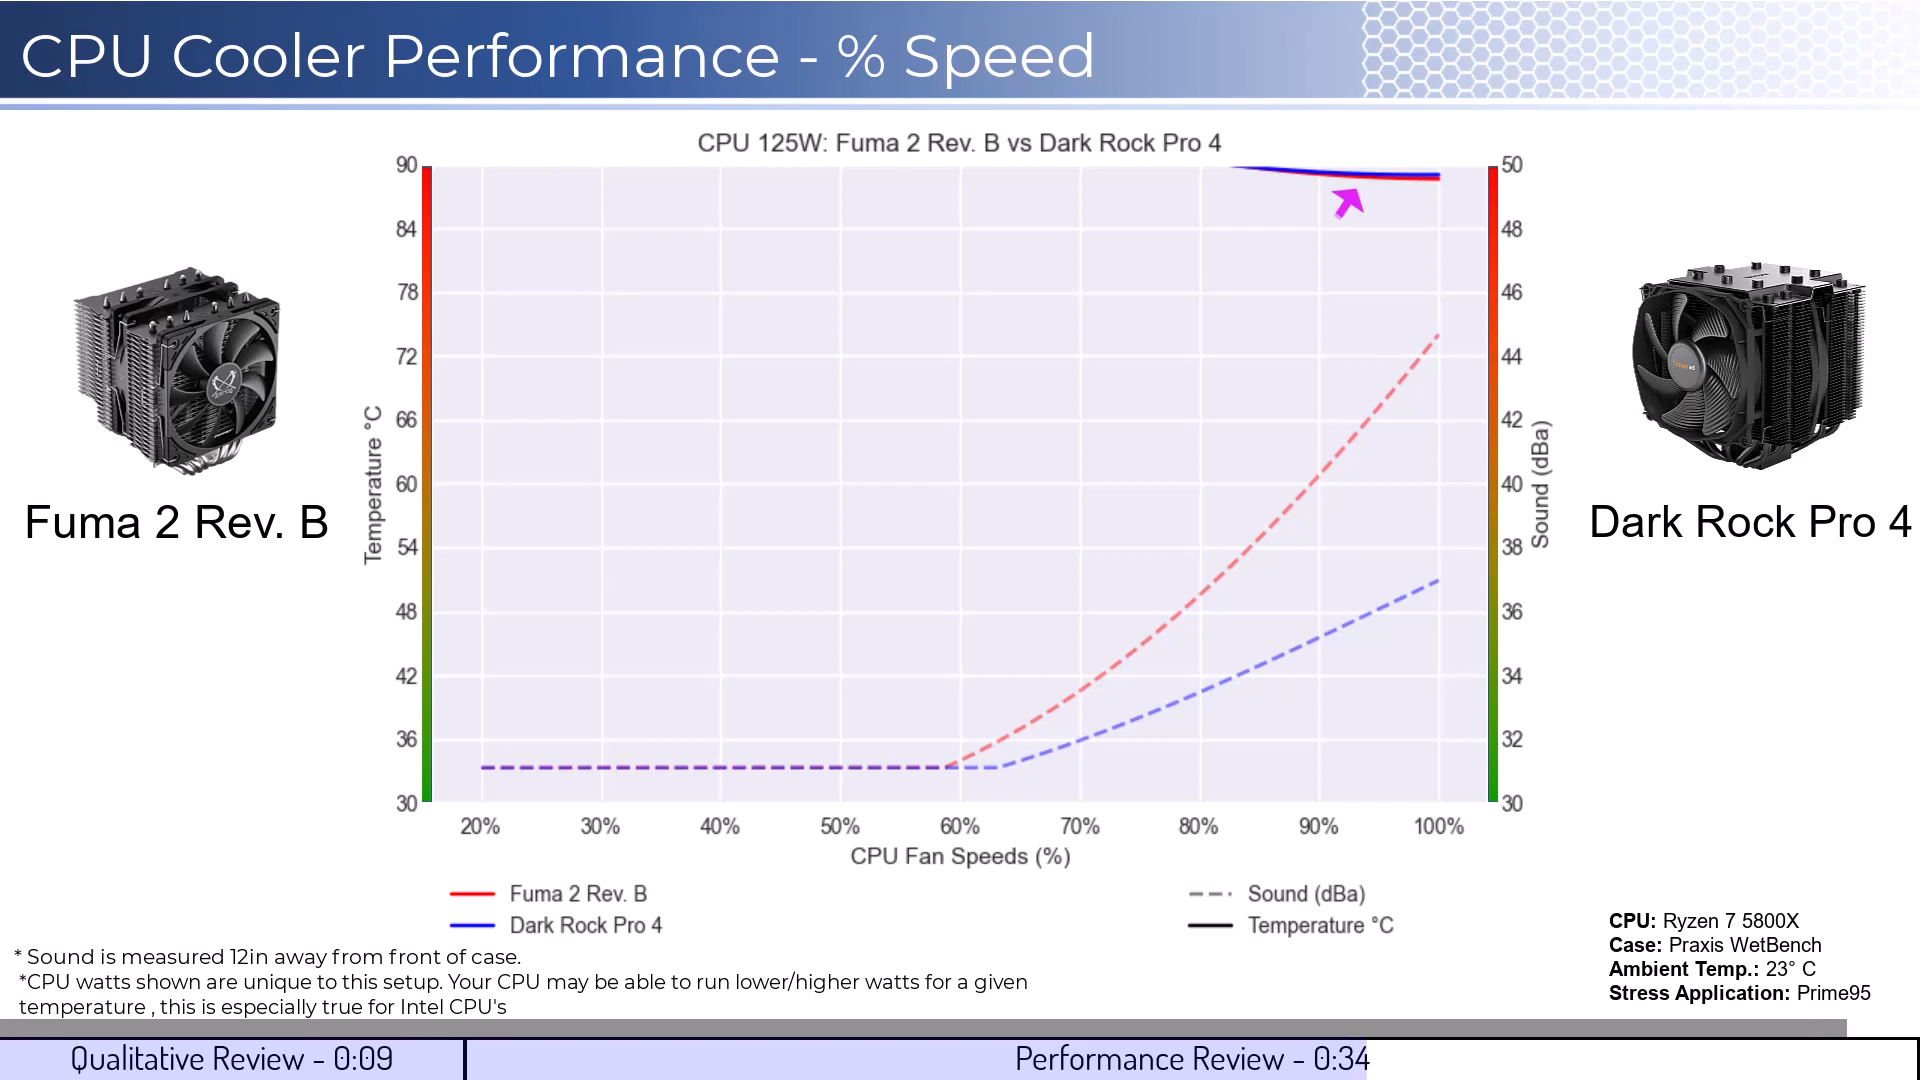 CPU Cooler Performance - % Speed
CPU 125W: Fuma 2 Rev. B vs Dark Rock Pro 4
90
84
78
72
66
60
54
48
42
36
30
Temperature °C
50
48
46
44
42
40
38
36
34
32
30
Sound (dBa)
Fuma 2 Rev. B
Dark Rock Pro 4
20% 30% 40% 50% 60% 70% 80% 90% 100%
CPU Fan Speeds (%)
Fuma 2 Rev. B
Dark Rock Pro 4
Sound (dBa)
Temperature °C
CPU: Ryzen 7 5800X
Case: Praxis WetBench
Ambient Temp.: 23° C
Stress Application: Prime95
* Sound is measured 12in away from front of case.
*CPU watts shown are unique to this setup. Your CPU may be able to run lower/higher watts for a given
temperature , this is especially true for Intel CPU's
Qualitative Review - 0:09
Performance Review - 0:34